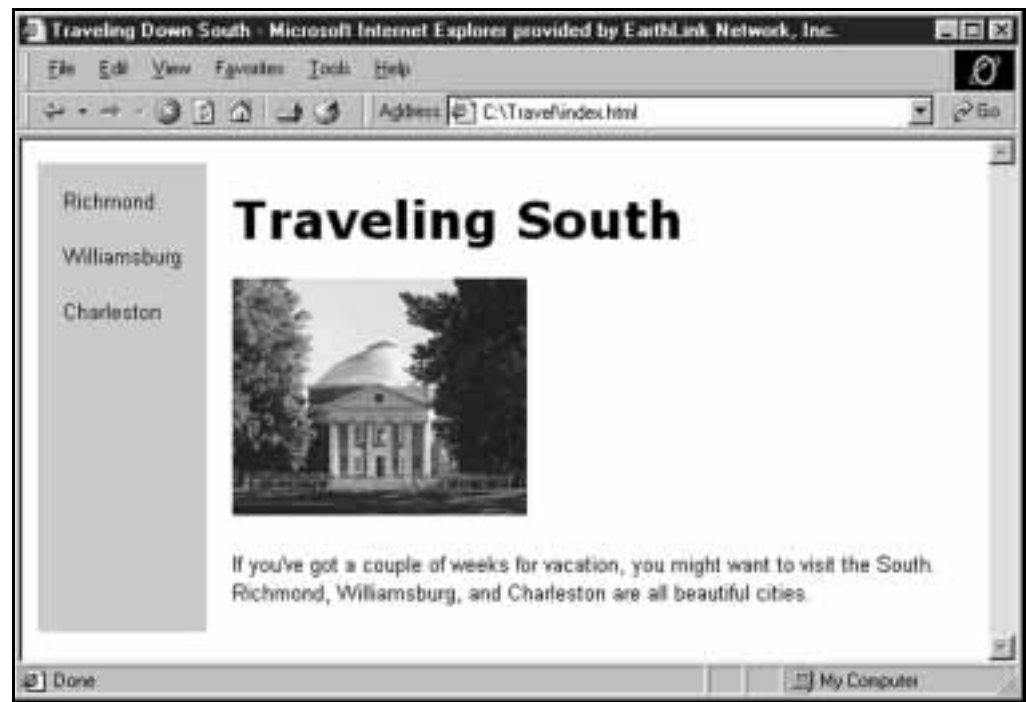 Traveling Down South - Microsoft Internet Explorer provided by EarthLink Network, Inc.
File Edit View Favorites Tools Help
Address C:\Travel\index.html Go
Richmond
Williamsburg
Charleston
Traveling South
If you've got a couple of weeks for vacation, you might want to visit the South.
Richmond, Williamsburg, and Charleston are all beautiful cities.
Done My Computer